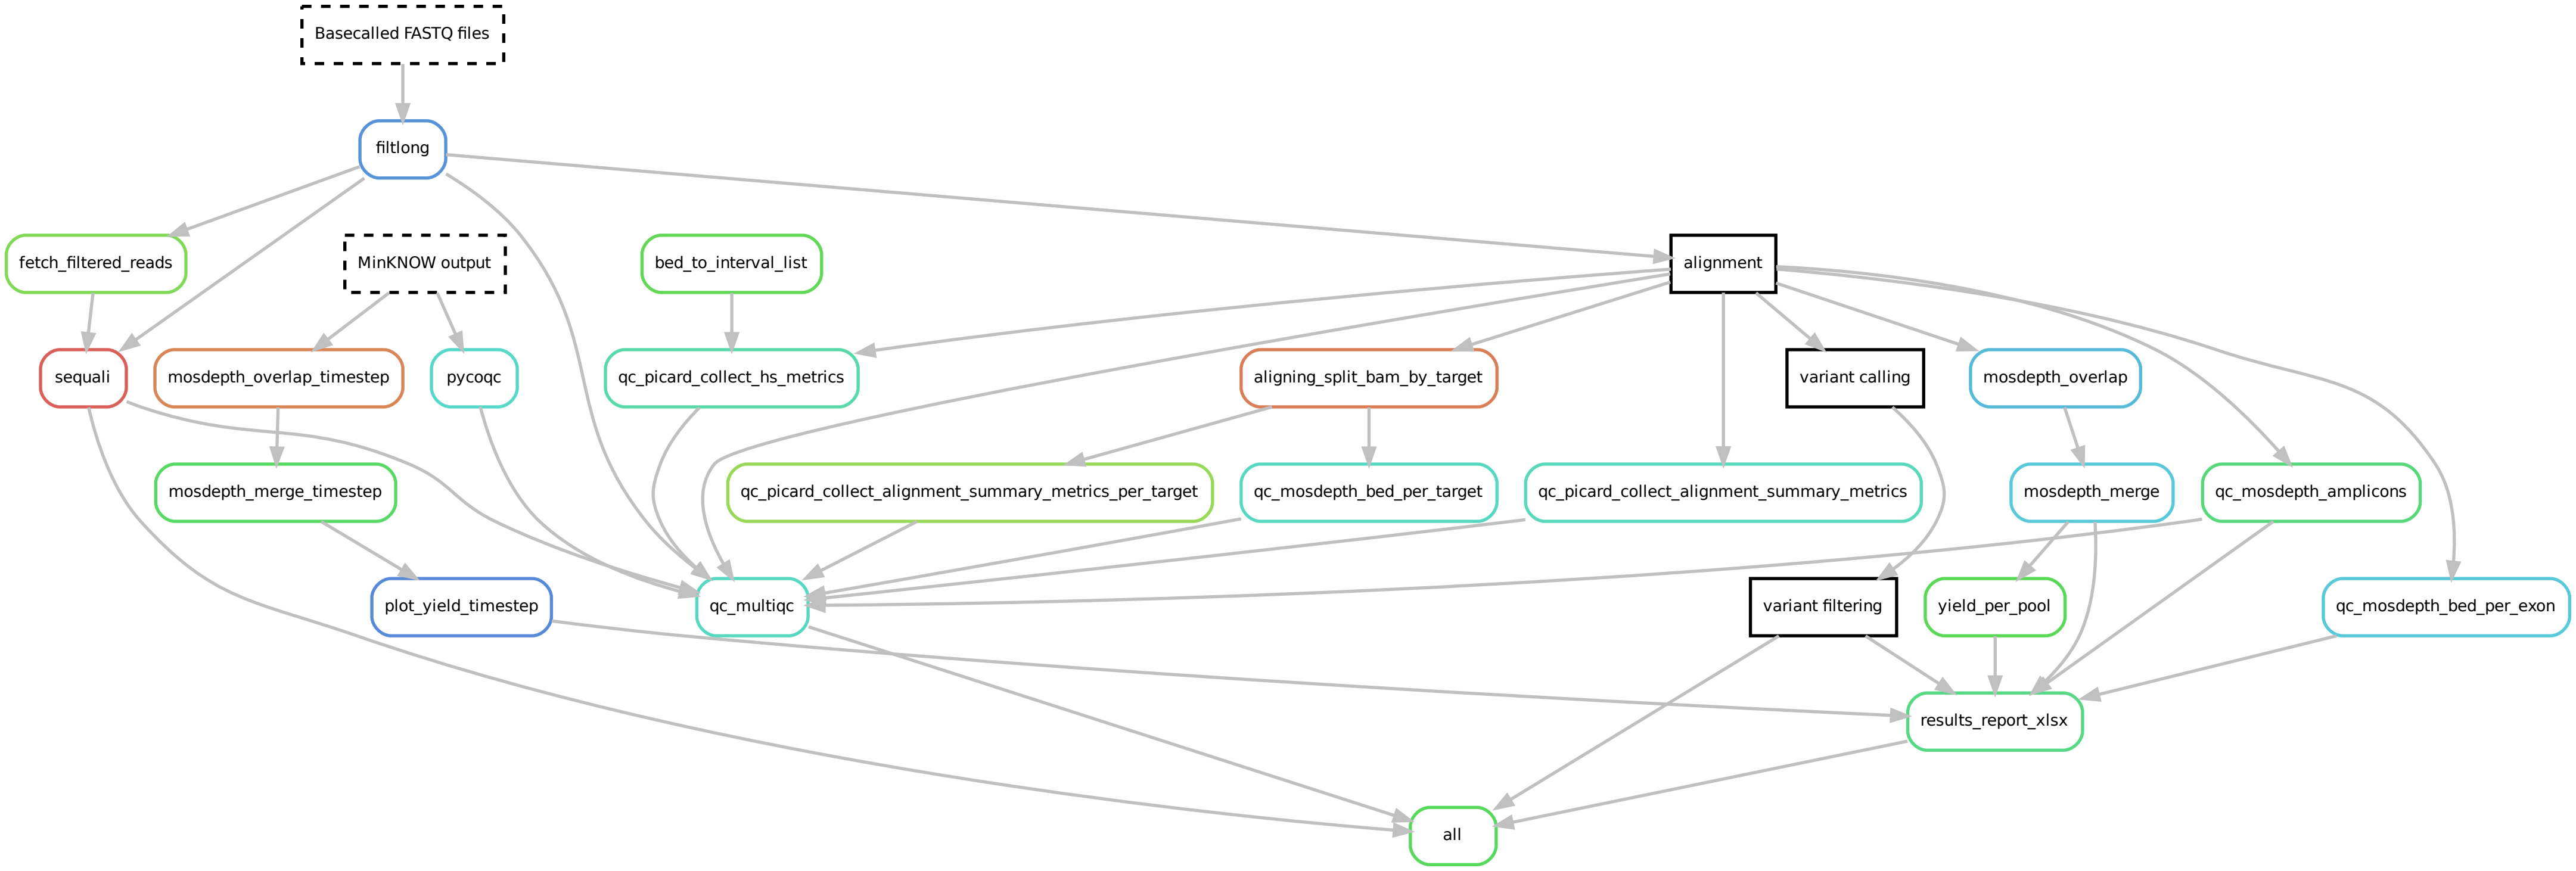 Basecalled FASTQ files
filtlong
fetch_filtered_reads
MinKNOW output
bed_to_interval_list
alignment
sequali
mosdepth_overlap_timestep
pycoqc
qc_picard_collect_hs_metrics
aligning_split_bam_by_target
variant calling
mosdepth_overlap
mosdepth_merge_timestep
qc_picard_collect_alignment_summary_metrics_per_target
qc_mosdepth_bed_per_target
qc_picard_collect_alignment_summary_metrics
mosdepth_merge
qc_mosdepth_amplicons
plot_yield_timestep
qc_multiqc
variant filtering
yield_per_pool
qc_mosdepth_bed_per_exon
results_report_xlsx
all